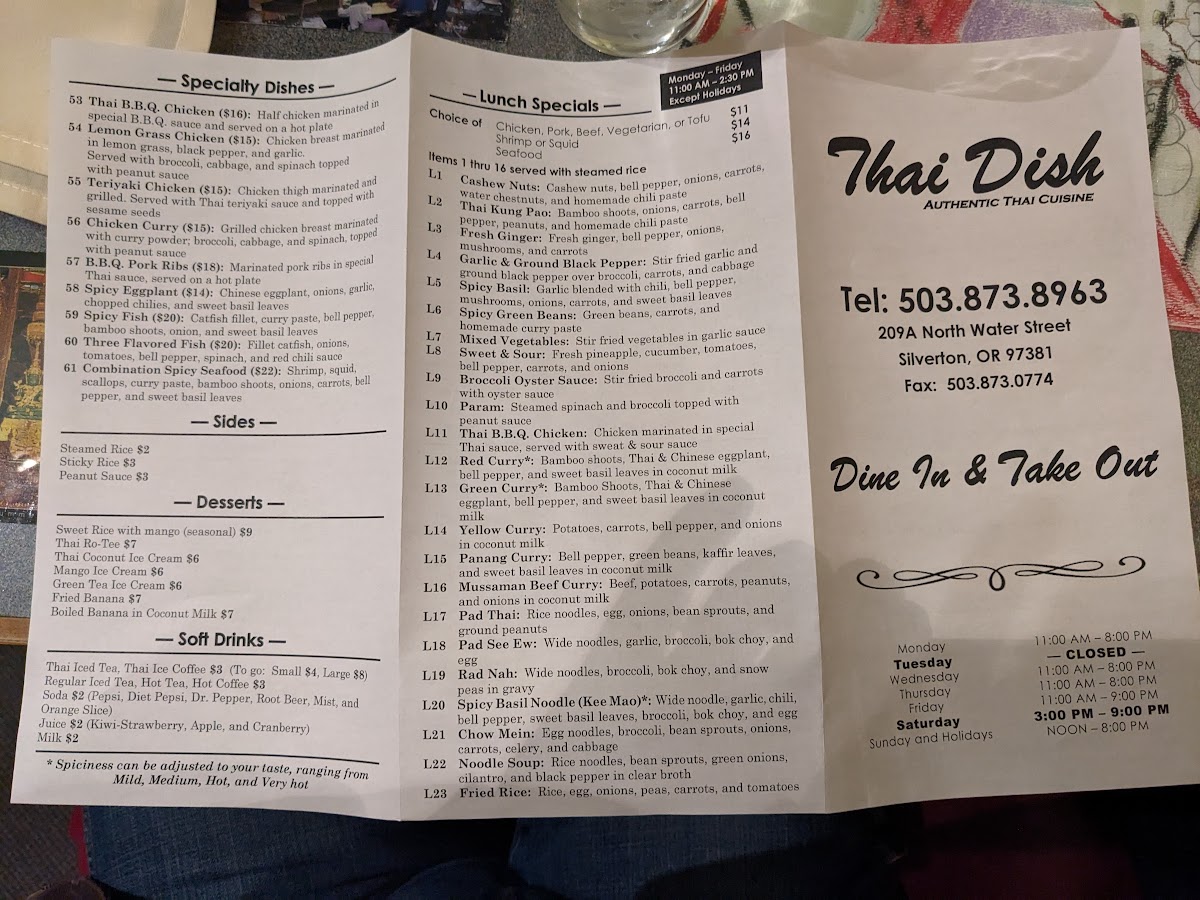 — Specialty Dishes —
53 Thai B.B.Q. Chicken ($16): Half chicken marinated in
special B.B.Q. sauce and served on a hot plate
54 Lemon Grass Chicken ($15): Chicken breast marinated
in lemon grass, black pepper, and garlic.
Served with broccoli, cabbage, and spinach topped
with peanut sauce
55 Teriyaki Chicken ($15): Chicken thigh marinated and
grilled. Served with Thai teriyaki sauce and topped with
sesame seeds
56 Chicken Curry ($15): Grilled chicken breast marinated
with curry powder; broccoli, cabbage, and spinach, topped
with peanut sauce
57 B.B.Q. Pork Ribs ($18): Marinated pork ribs in special
Thai sauce, served on a hot plate
58 Spicy Eggplant ($14): Chinese eggplant, onions, garlic,
chopped chilies, and sweet basil leaves
59 Spicy Fish ($20): Catfish fillet, curry paste, bell pepper,
bamboo shoots, onion, and sweet basil leaves
60 Three Flavored Fish ($20): Fillet catfish, onions,
tomatoes, bell pepper, spinach, and red chili sauce
61 Combination Spicy Seafood ($22): Shrimp, squid,
scallops, curry paste, bamboo shoots, onions, carrots, bell
pepper, and sweet basil leaves
— Sides —
Steamed Rice $2
Sticky Rice $3
Peanut Sauce $3
— Desserts —
Sweet Rice with mango (seasonal) $9
Thai Ro-Tee $7
Thai Coconut Ice Cream $6
Mango Ice Cream $6
Green Tea Ice Cream $6
Fried Banana $7
Boiled Banana in Coconut Milk $7
— Soft Drinks —
Thai Iced Tea, Thai Ice Coffee $3 (To go: Small $4, Large $8)
Regular Iced Tea, Hot Tea, Hot Coffee $3
Soda $2 (Pepsi, Diet Pepsi, Dr. Pepper, Root Beer, Mist, and
Orange Slice)
Juice $2 (Kiwi-Strawberry, Apple, and Cranberry)
Milk $2
* Spiciness can be adjusted to your taste, ranging from
Mild, Medium, Hot, and Very hot
— Lunch Specials —
Monday – Friday
11:00 AM – 2:30 PM
Except Holidays
Choice of Chicken, Pork, Beef, Vegetarian, or Tofu $11
Shrimp or Squid $14
Seafood $16
Items 1 thru 16 served with steamed rice
L1 Cashew Nuts: Cashew nuts, bell pepper, onions, carrots,
water chestnuts, and homemade chili paste
L2 Thai Kung Pao: Bamboo shoots, onions, carrots, bell
pepper, peanuts, and homemade chili paste
L3 Fresh Ginger: Fresh ginger, bell pepper, onions,
mushrooms, and carrots
L4 Garlic & Ground Black Pepper: Stir fried garlic and
ground black pepper over broccoli, carrots, and cabbage
L5 Spicy Basil: Garlic blended with chili, bell pepper,
mushrooms, onions, carrots, and sweet basil leaves
L6 Spicy Green Beans: Green beans, carrots, and
homemade curry paste
L7 Mixed Vegetables: Stir fried vegetables in garlic sauce
L8 Sweet & Sour: Fresh pineapple, cucumber, tomatoes,
bell pepper, carrots, and onions
L9 Broccoli Oyster Sauce: Stir fried broccoli and carrots
with oyster sauce
L10 Param: Steamed spinach and broccoli topped with
peanut sauce
L11 Thai B.B.Q. Chicken: Chicken marinated in special
Thai sauce, served with sweat & sour sauce
L12 Red Curry*: Bamboo shoots, Thai & Chinese eggplant,
bell pepper, and sweet basil leaves in coconut milk
L13 Green Curry*: Bamboo Shoots, Thai & Chinese
eggplant, bell pepper, and sweet basil leaves in coconut
milk
L14 Yellow Curry: Potatoes, carrots, bell pepper, and onions
in coconut milk
L15 Panang Curry: Bell pepper, green beans, kaffir leaves,
and sweet basil leaves in coconut milk
L16 Mussaman Beef Curry: Beef, potatoes, carrots, peanuts,
and onions in coconut milk
L17 Pad Thai: Rice noodles, egg, onions, bean sprouts, and
ground peanuts
L18 Pad See Ew: Wide noodles, garlic, broccoli, bok choy, and
egg
L19 Rad Nah: Wide noodles, broccoli, bok choy, and snow
peas in gravy
L20 Spicy Basil Noodle (Kee Mao)*: Wide noodle, garlic, chili,
bell pepper, sweet basil leaves, broccoli, bok choy, and egg
L21 Chow Mein: Egg noodles, broccoli, bean sprouts, onions,
carrots, celery, and cabbage
L22 Noodle Soup: Rice noodles, bean sprouts, green onions,
cilantro, and black pepper in clear broth
L23 Fried Rice: Rice, egg, onions, peas, carrots, and tomatoes
Thai Dish
AUTHENTIC THAI CUISINE
Tel: 503.873.8963
209A North Water Street
Silverton, OR 97381
Fax: 503.873.0774
Dine In & Take Out
Monday 11:00 AM – 8:00 PM
Tuesday — CLOSED —
Wednesday 11:00 AM – 8:00 PM
Thursday 11:00 AM – 8:00 PM
Friday 11:00 AM – 9:00 PM
Saturday 3:00 PM – 9:00 PM
Sunday and Holidays NOON – 8:00 PM